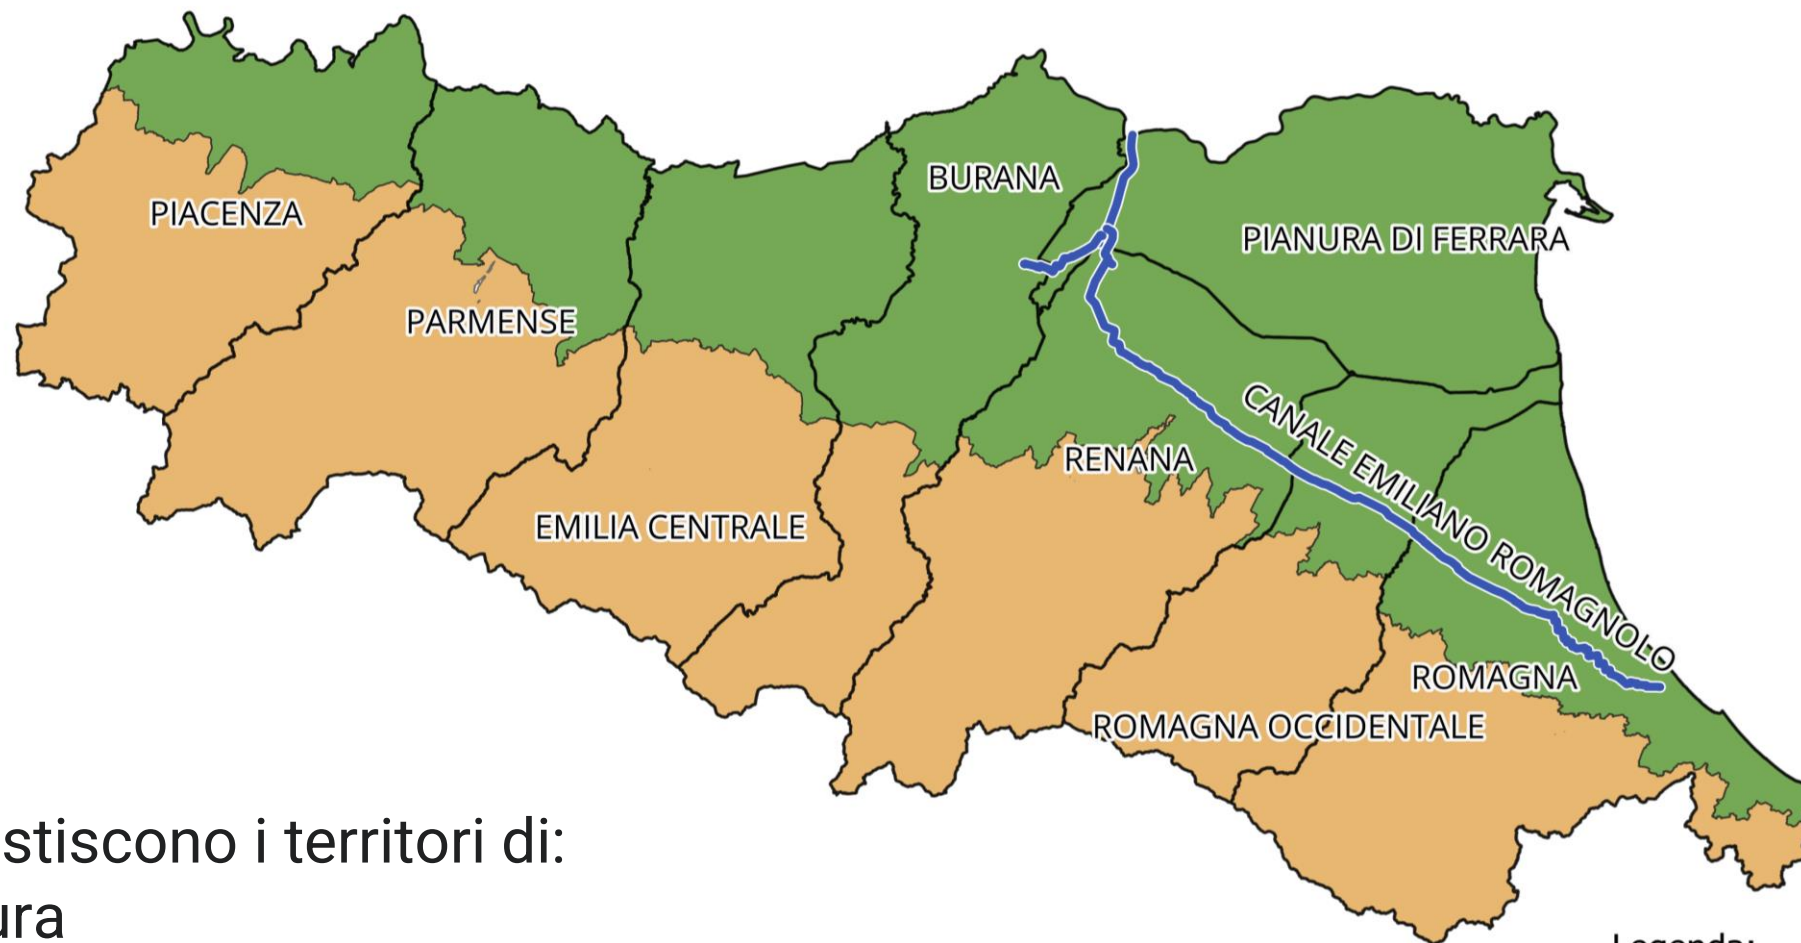 BURANA
PIACENZA
PIANURA DI FERRARA
PARMENSE
CANALE EMILIANO ROMAGNOLO
RENANA
EMILIA CENTRALE
ROMAGNA
ROMAGNA OCCIDENTALE
stiscono i territori di:
ura
Legenda: